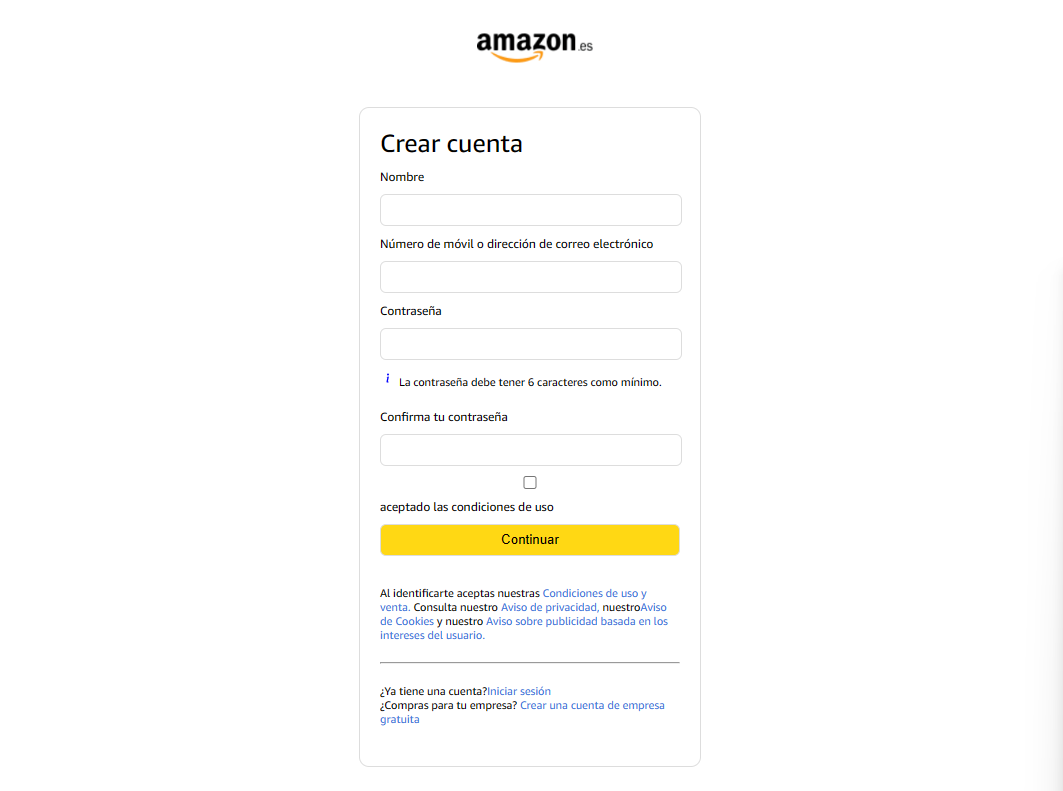 amazon.es
Crear cuenta
Nombre
Número de móvil o dirección de correo electrónico
Contraseña
i La contraseña debe tener 6 caracteres como mínimo.
Confirma tu contraseña
aceptado las condiciones de uso
Continuar
Al identificarte aceptas nuestras Condiciones de uso y
venta. Consulta nuestro Aviso de privacidad, nuestroAviso
de Cookies y nuestro Aviso sobre publicidad basada en los
intereses del usuario.
¿Ya tiene una cuenta?Iniciar sesión
¿Compras para tu empresa? Crear una cuenta de empresa
gratuita